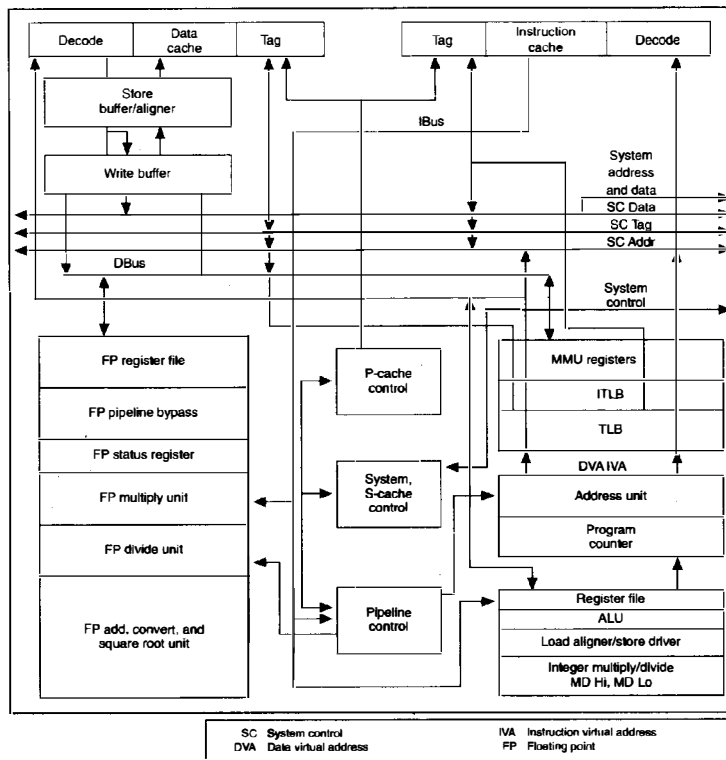 Decode
Data
cache
Tag
Tag
Instruction
cache
Decode
Store
buffer/aligner
IBus
Write buffer
System
address
and data
SC Data
SC Tag
SC Addr
DBus
System
control
FP register file
P-cache
control
MMU registers
FP pipeline bypass
ITLB
FP status register
TLB
FP multiply unit
System,
S-cache
control
DVA IVA
Address unit
FP divide unit
Program
counter
FP add, convert, and
square root unit
Pipeline
control
Register file
ALU
Load aligner/store driver
Integer multiply/divide
MD Hi, MD Lo
SC System control
IVA Instruction virtual address
DVA Data virtual address
FP Floating point